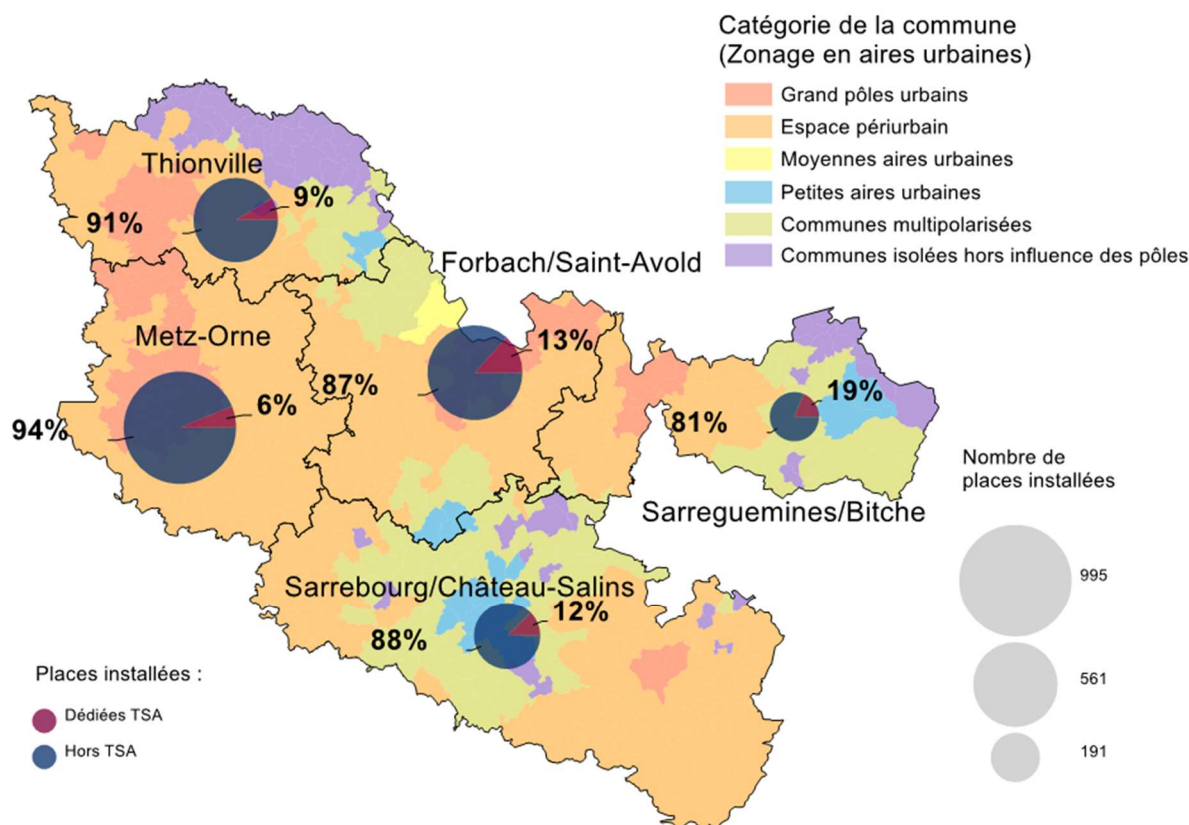 Catégorie de la commune
(Zonage en aires urbaines)
Grand pôles urbains
Espace périurbain
Moyennes aires urbaines
Petites aires urbaines
Communes multipolarisées
Communes isolées hors influence des pôles
Thionville
9%
91%
Forbach/Saint-Avold
13%
87%
Metz-Orne
6%
94%
19%
81%
Sarreguemines/Bitche
Sarrebourg/Château-Salins
12%
88%
Nombre de
places installées
995
561
191
Places installées :
Dédiées TSA
Hors TSA